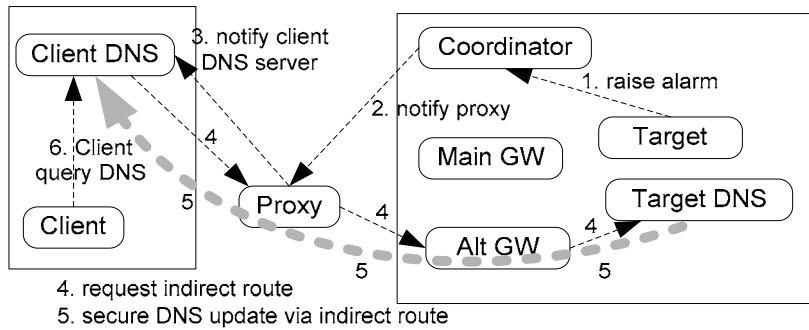 Client DNS
3. notify client
DNS server
Coordinator
1. raise alarm
2. notify proxy
Target
4
Main GW
6. Client
query DNS
5
Proxy
Target DNS
Client
4
4
Alt GW
5
5
4. request indirect route
5. secure DNS update via indirect route